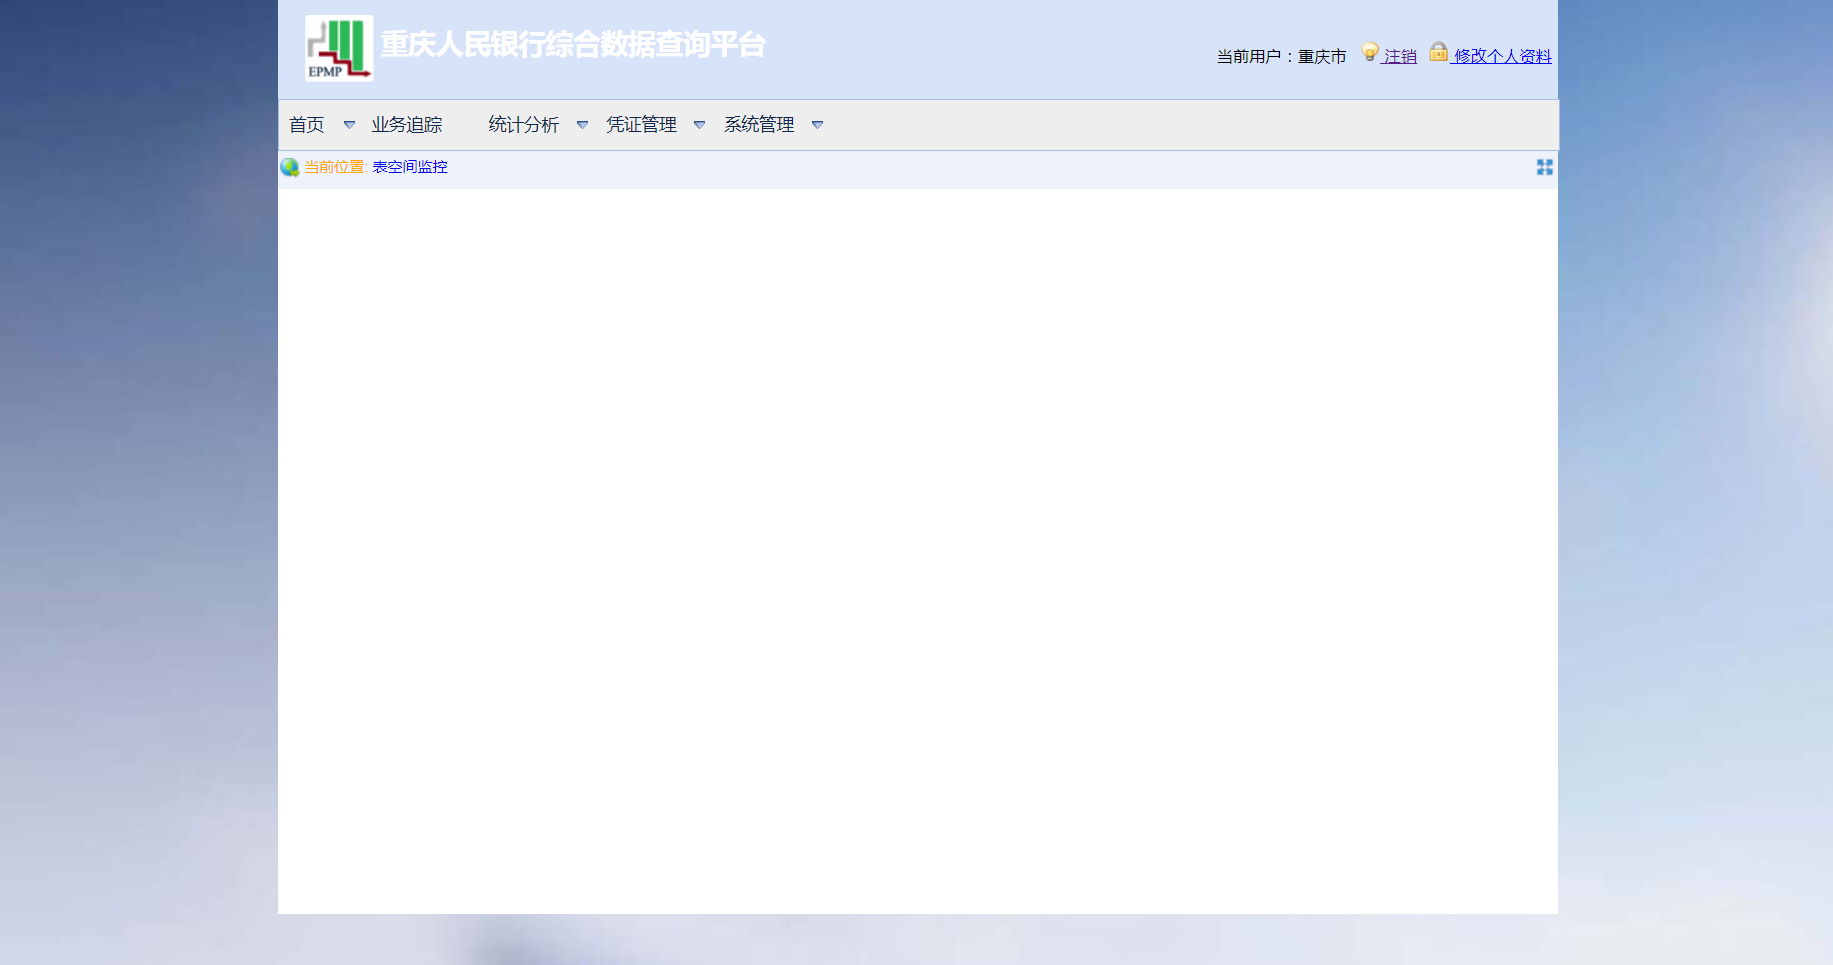 EPMP
重庆人民银行综合数据查询平台
当前用户：重庆市 注销 修改个人资料
首页 业务追踪 统计分析 凭证管理 系统管理
当前位置: 表空间监控